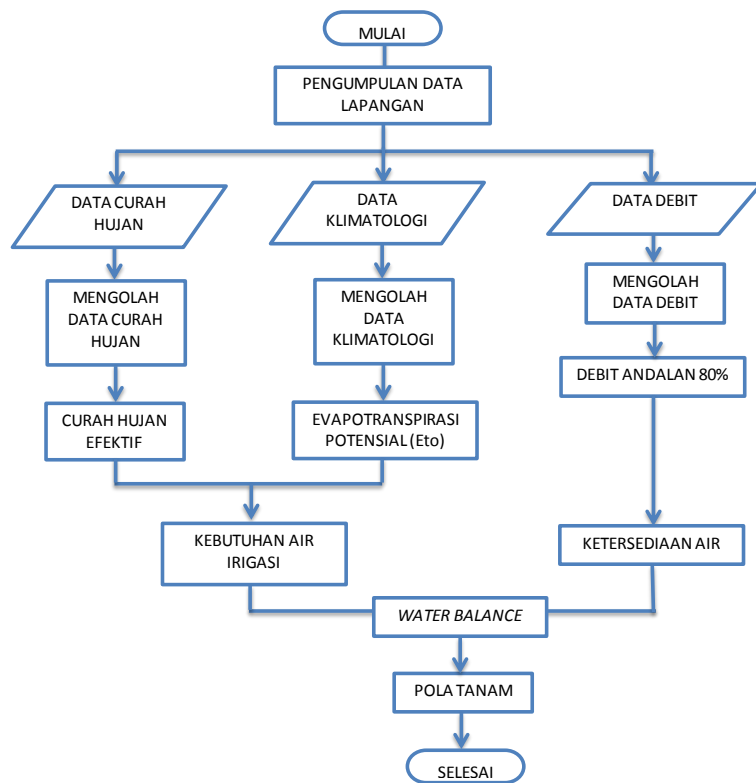 MULAI
PENGUMPULAN DATA
LAPANGAN
DATA CURAH
HUJAN
DATA
KLIMATOLOGI
DATA DEBIT
MENGOLAH
DATA CURAH
HUJAN
MENGOLAH
DATA
KLIMATOLOGI
MENGOLAH
DATA DEBIT
DEBIT ANDALAN 80%
CURAH HUJAN
EFEKTIF
EVAPOTRANSPIRASI
POTENSIAL (Eto)
KEBUTUHAN AIR
IRIGASI
KETERSEDIAAN AIR
WATER BALANCE
POLA TANAM
SELESAI